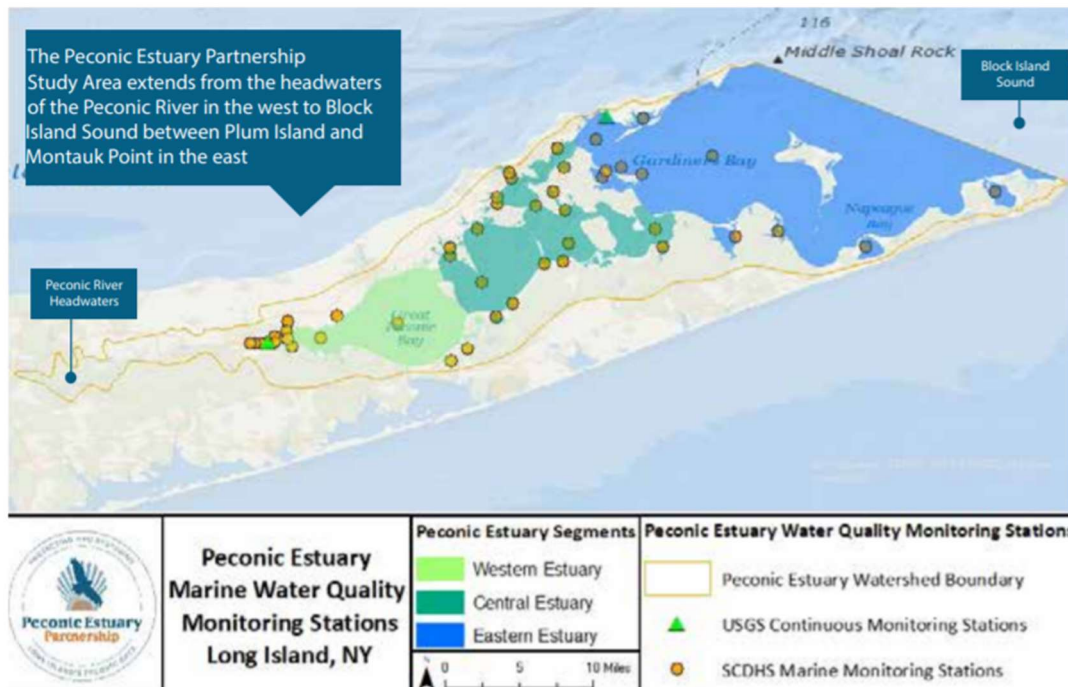 116
Middle Shoal Rock
Block Island
Sound
The Peconic Estuary Partnership
Study Area extends from the headwaters
of the Peconic River in the west to Block
Island Sound between Plum Island and
Montauk Point in the east
Gardiners Bay
Napeague
Bay
Peconic River
Headwaters
Great
Peconic
Bay
Peconic Estuary
Partnership
Peconic Estuary
Marine Water Quality
Monitoring Stations
Long Island, NY
Peconic Estuary Segments
Western Estuary
Central Estuary
Eastern Estuary
N
0 5 10 Miles
Peconic Estuary Water Quality Monitoring Stations
Peconic Estuary Watershed Boundary
USGS Continuous Monitoring Stations
SCDHS Marine Monitoring Stations